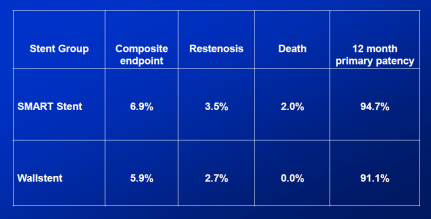 Stent Group Composite endpoint Restenosis Death 12 month primary patency
SMART Stent 6.9% 3.5% 2.0% 94.7%
Wallstent 5.9% 2.7% 0.0% 91.1%